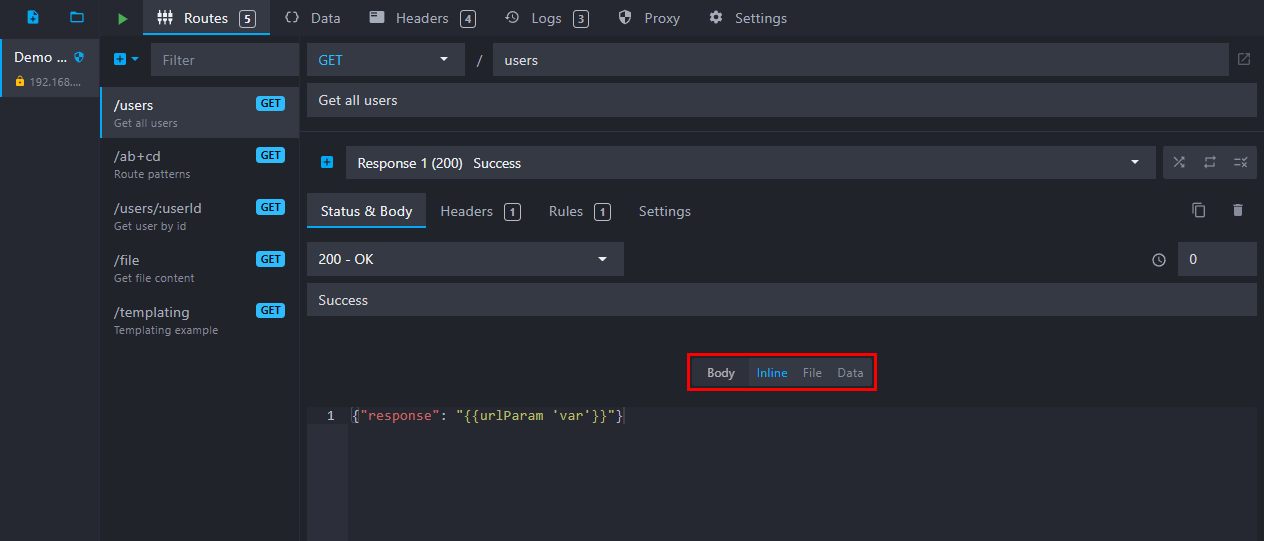 Routes 5 Data Headers 4 Logs 3 Proxy Settings
Demo ...
192.168....
Filter
/users GET
Get all users
/ab+cd GET
Route patterns
/users/:userId GET
Get user by id
/file GET
Get file content
/templating GET
Templating example
GET / users
Get all users
Response 1 (200) Success
Status & Body Headers 1 Rules 1 Settings
200 - OK 0
Success
Body Inline File Data
1 {"response": "{{urlParam 'var'}}"}